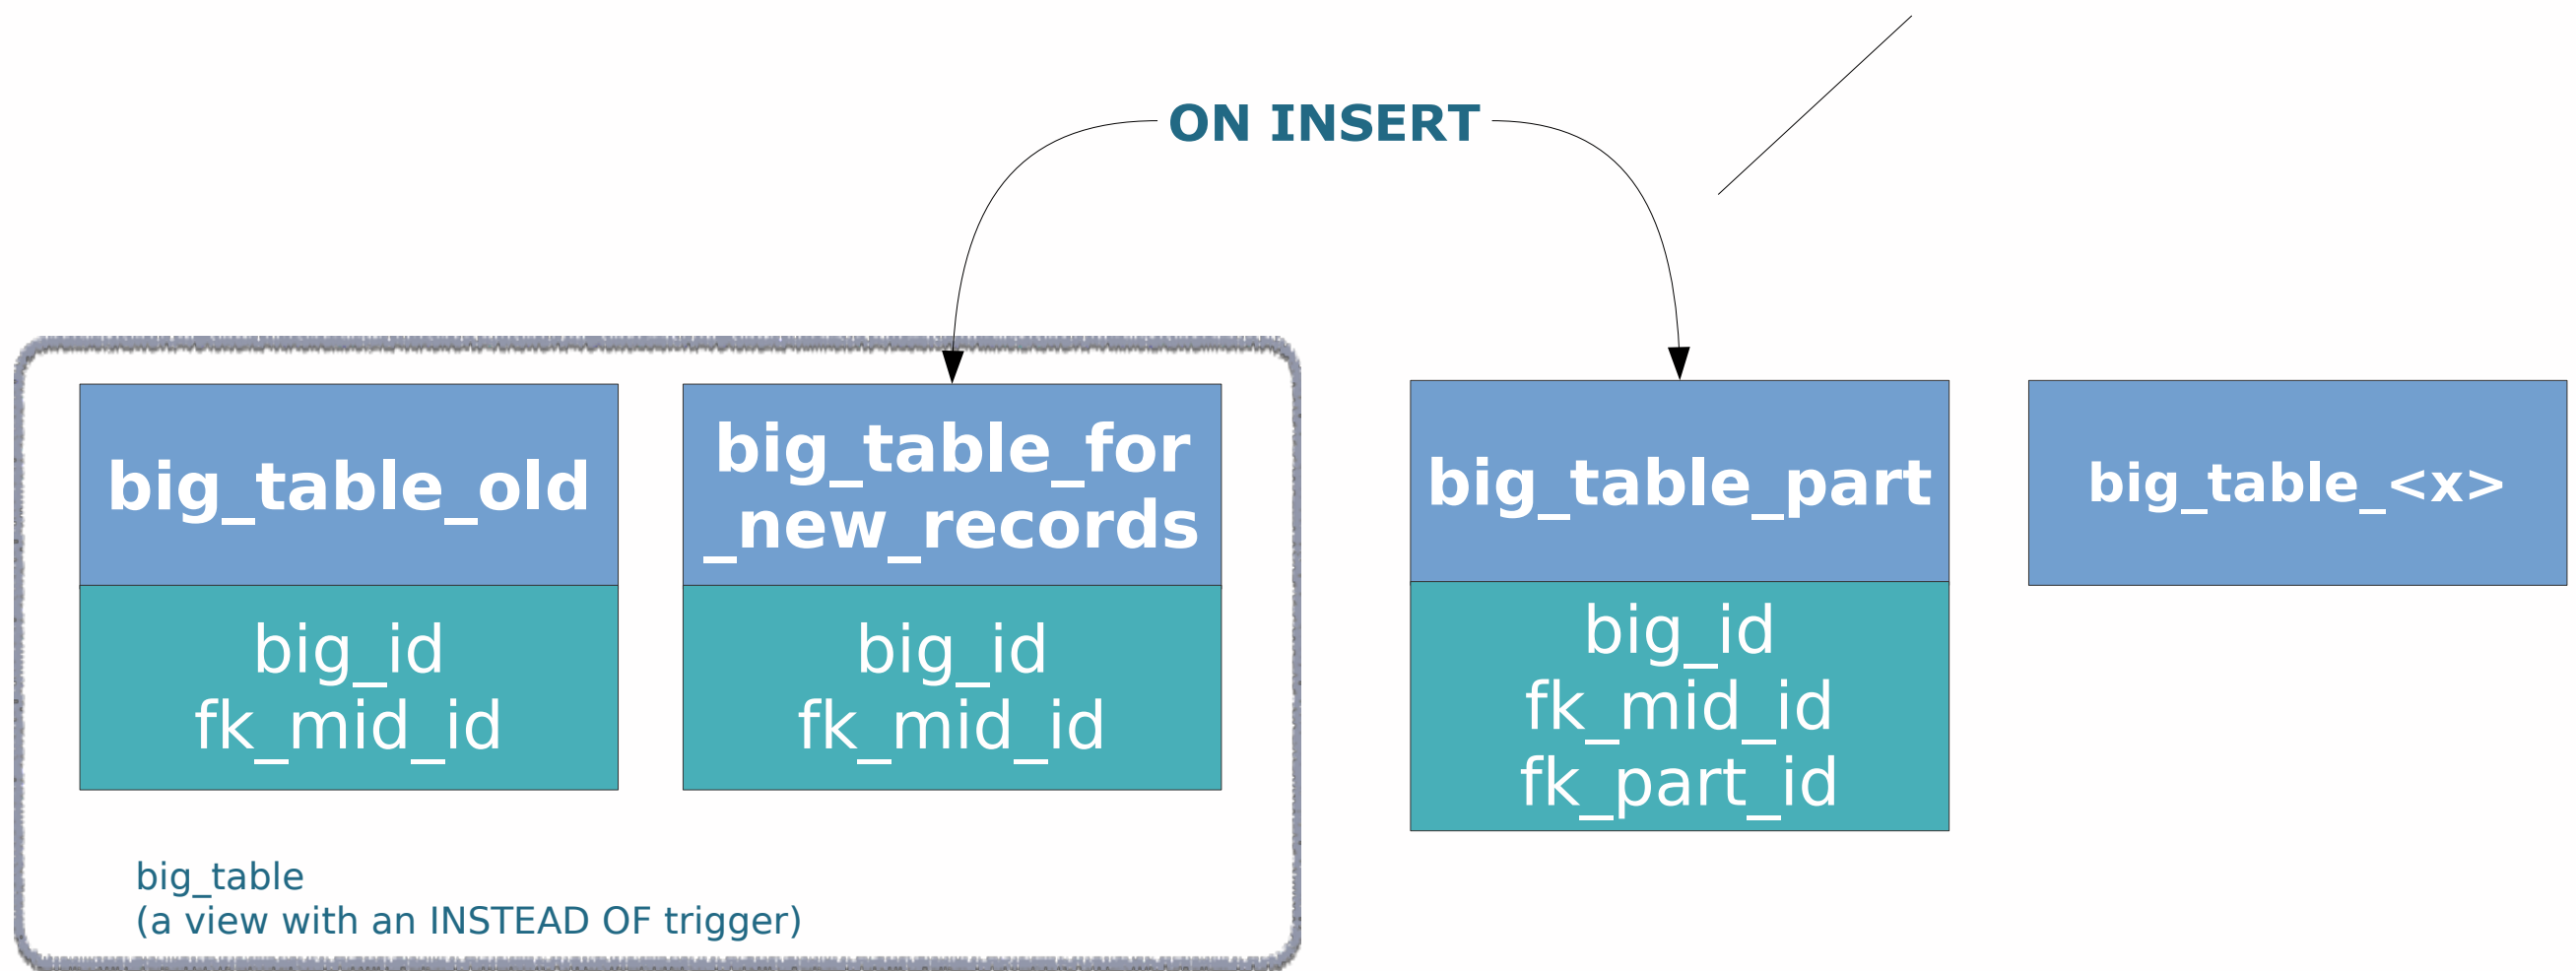 ON INSERT
big_table_old
big_id
fk_mid_id
big_table_for
_new_records
big_id
fk_mid_id
big_table_part
big_id
fk_mid_id
fk_part_id
big_table_<x>
big_table
(a view with an INSTEAD OF trigger)